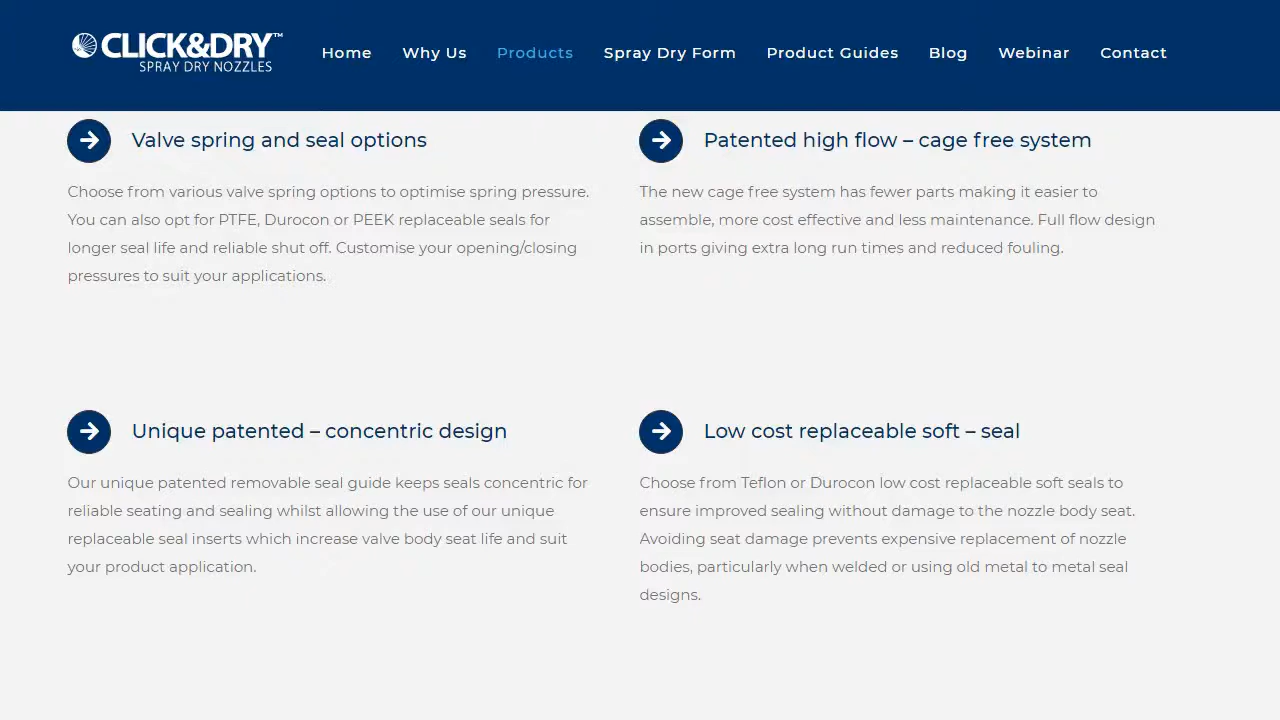 CLICK&DRY™
SPRAY DRY NOZZLES
Home Why Us Products Spray Dry Form Product Guides Blog Webinar Contact
Valve spring and seal options
Choose from various valve spring options to optimise spring pressure.
You can also opt for PTFE, Durocon or PEEK replaceable seals for
longer seal life and reliable shut off. Customise your opening/closing
pressures to suit your applications.
Patented high flow – cage free system
The new cage free system has fewer parts making it easier to
assemble, more cost effective and less maintenance. Full flow design
in ports giving extra long run times and reduced fouling.
Unique patented – concentric design
Our unique patented removable seal guide keeps seals concentric for
reliable seating and sealing whilst allowing the use of our unique
replaceable seal inserts which increase valve body seat life and suit
your product application.
Low cost replaceable soft – seal
Choose from Teflon or Durocon low cost replaceable soft seals to
ensure improved sealing without damage to the nozzle body seat.
Avoiding seat damage prevents expensive replacement of nozzle
bodies, particularly when welded or using old metal to metal seal
designs.